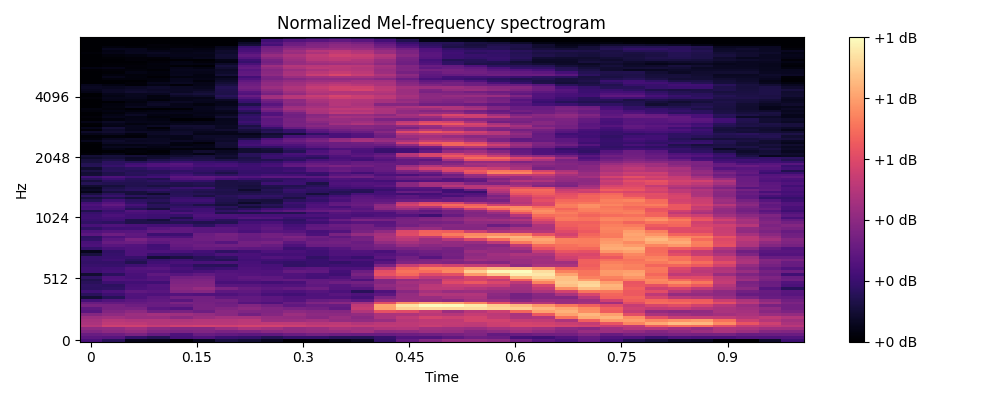 Normalized Mel-frequency spectrogram
Hz
4096
2048
1024
512
0
0 0.15 0.3 0.45 0.6 0.75 0.9
Time
+1 dB
+1 dB
+1 dB
+0 dB
+0 dB
+0 dB